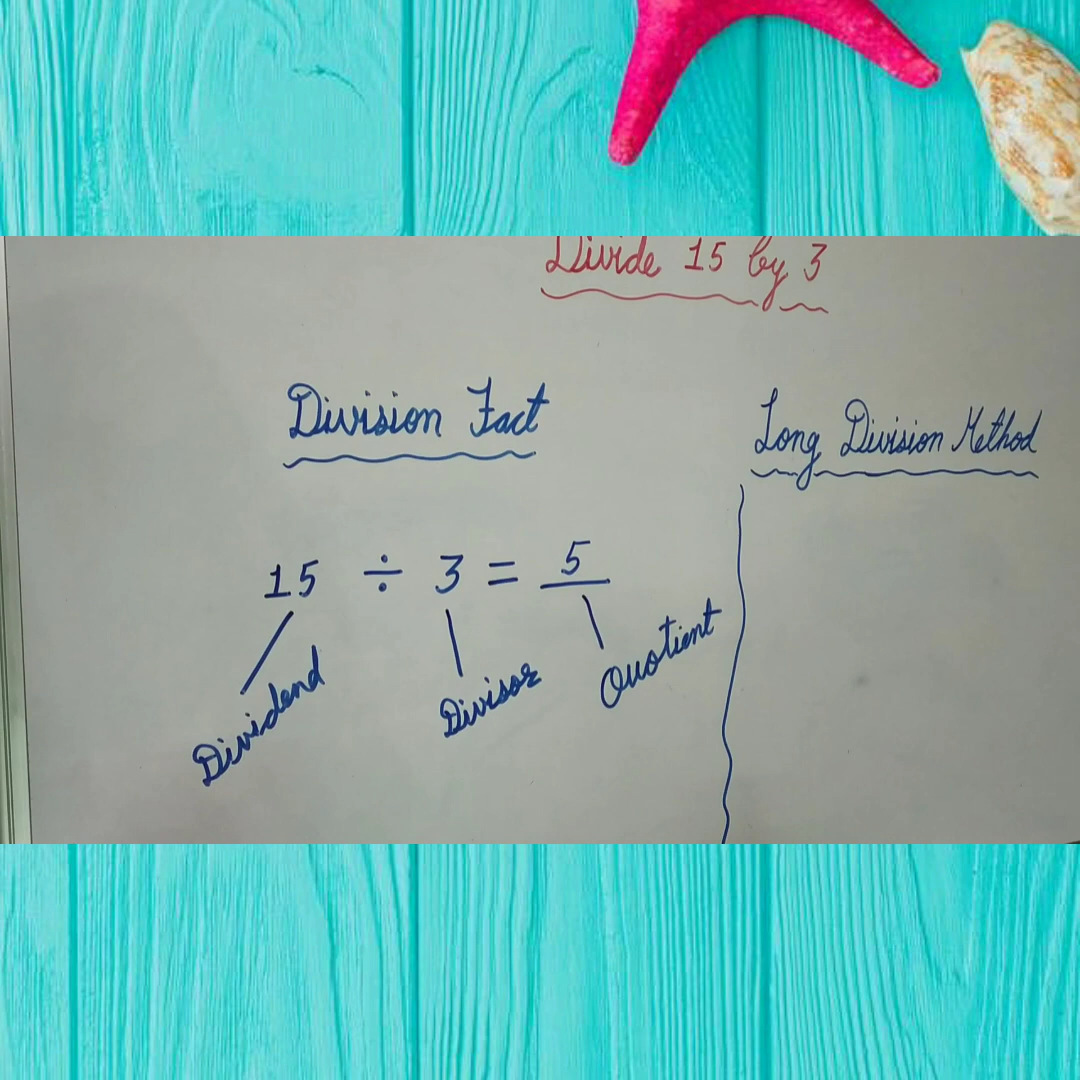 Divide 15 by 3
Division Fact
15 ÷ 3 = 5
Dividend
Divisor
Quotient
Long Division Method